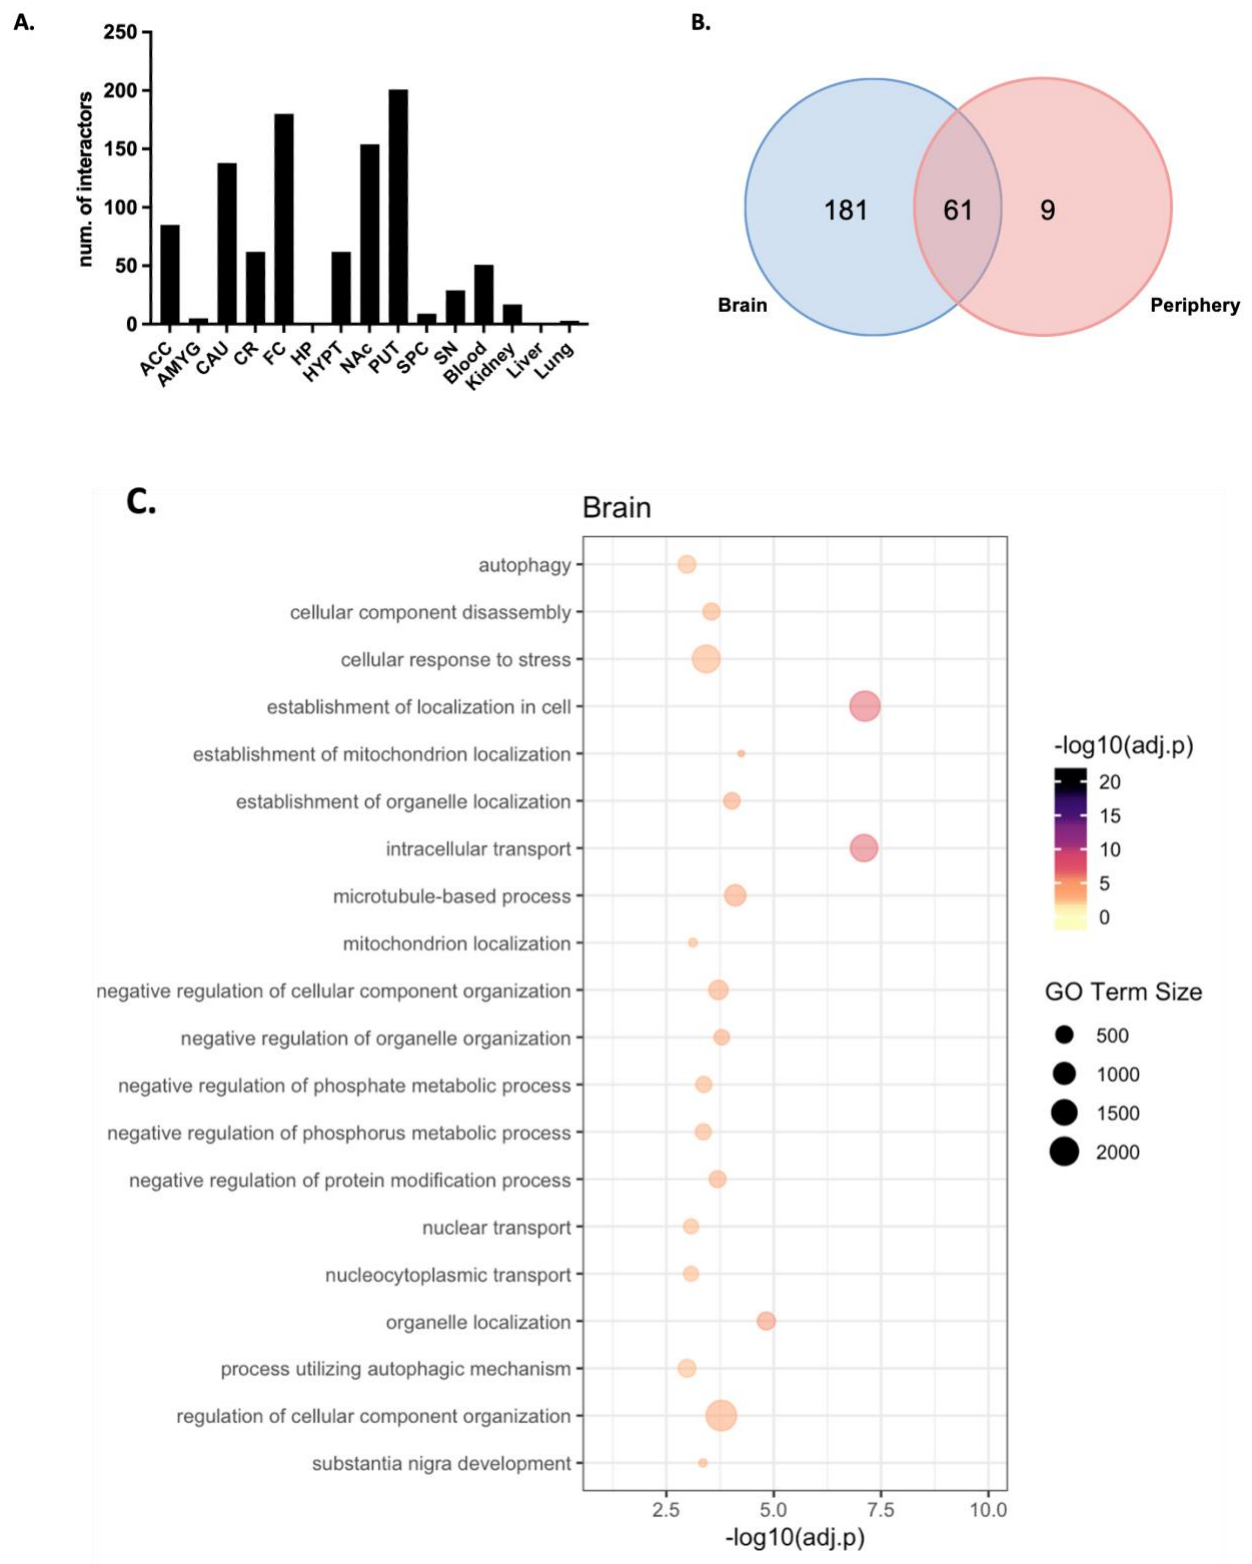 A.
250
200
150
100
50
0
num. of interactors
ACC
AMYG
CAU
CR
FC
HP
HYPT
NAc
PUT
SPC
SN
Blood
Kidney
Liver
Lung
B.
181
61
9
Brain
Periphery
C.
Brain
autophagy
cellular component disassembly
cellular response to stress
establishment of localization in cell
establishment of mitochondrion localization
establishment of organelle localization
intracellular transport
microtubule-based process
mitochondrion localization
negative regulation of cellular component organization
negative regulation of organelle organization
negative regulation of phosphate metabolic process
negative regulation of phosphorus metabolic process
negative regulation of protein modification process
nuclear transport
nucleocytoplasmic transport
organelle localization
process utilizing autophagic mechanism
regulation of cellular component organization
substantia nigra development
2.5 5.0 7.5 10.0
-log10(adj.p)
-log10(adj.p)
20
15
10
5
0
GO Term Size
500
1000
1500
2000